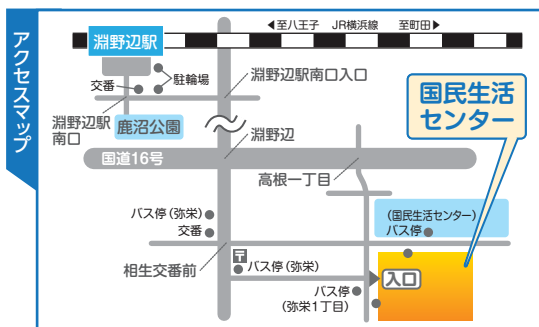 アクセスマップ
◀至八王子 JR横浜線 至町田▶
淵野辺駅
駐輪場
交番
淵野辺駅南口入口
淵野辺駅
南口
鹿沼公園
国民生活
センター
淵野辺
国道16号
高根一丁目
バス停(弥栄)
交番
(国民生活センター)
バス停
相生交番前
〒
バス停(弥栄)
入口
バス停
(弥栄1丁目)